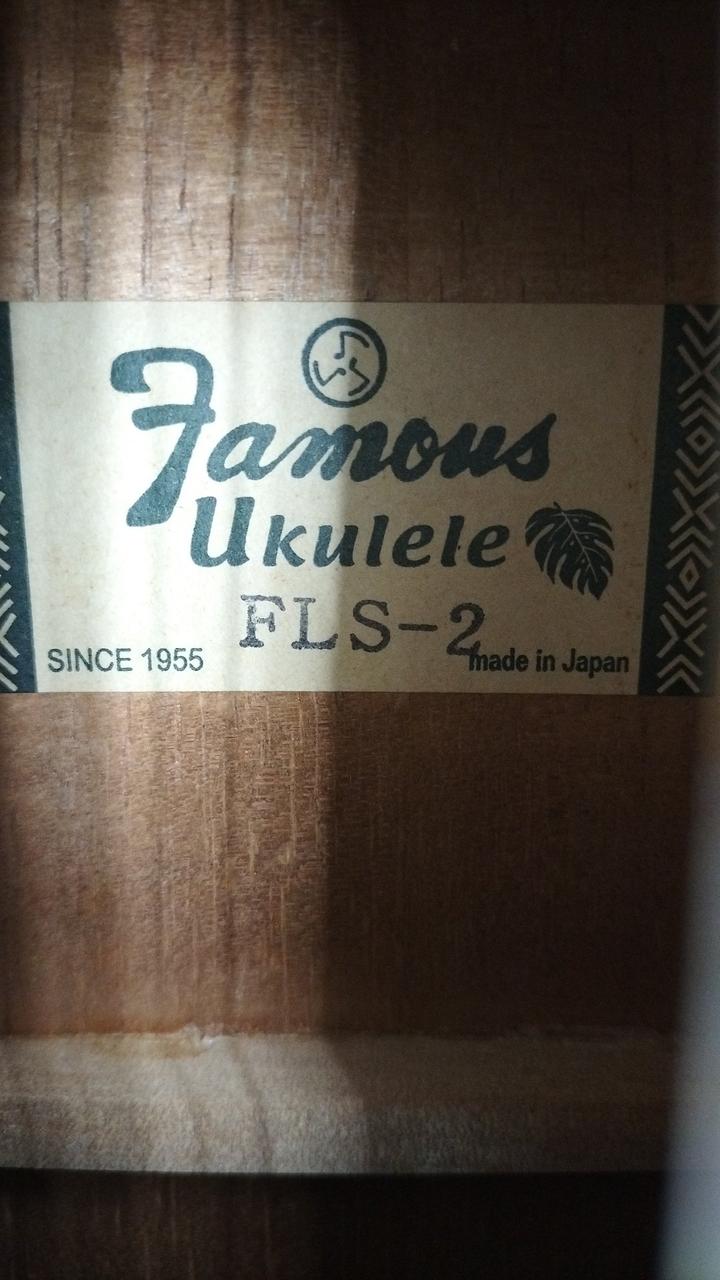 Famous
Ukulele
FLS-2
SINCE 1955 made in Japan